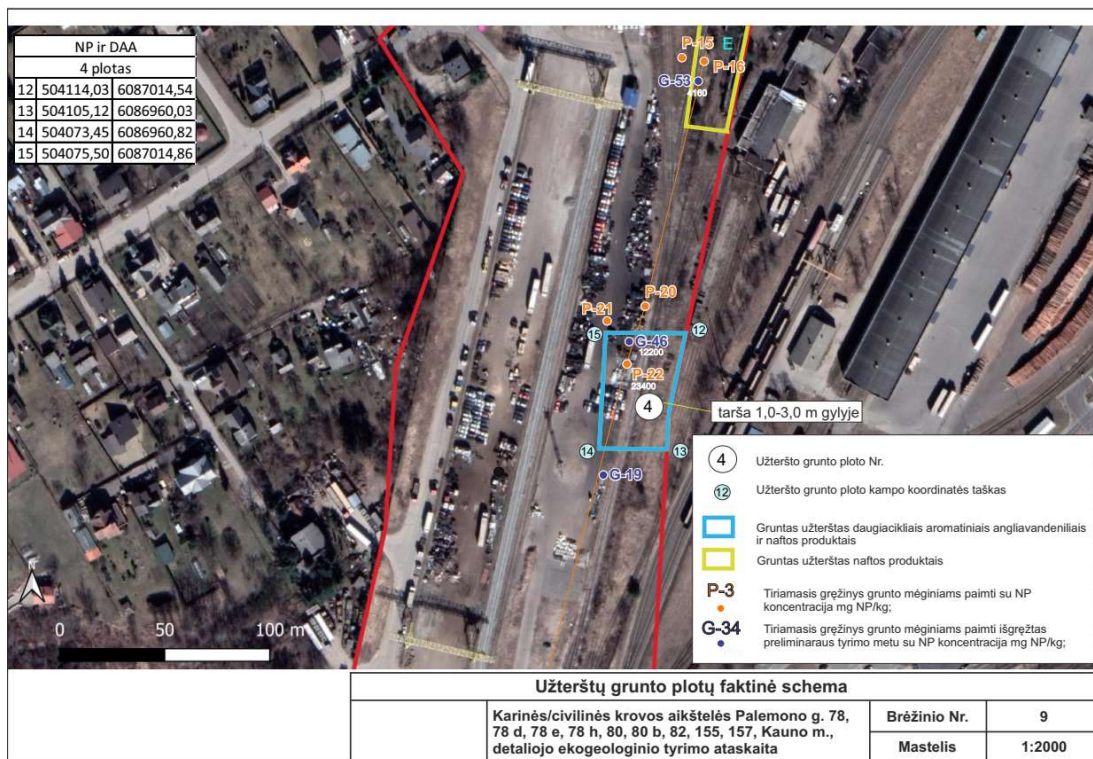 NP ir DAA
4 plotas
12 504114,03 6087014,54
13 504105,12 6086960,03
14 504073,45 6086960,82
15 504075,50 6087014,86
P-15
E
P-16
G-53
4160
P-20
P-21
15
12
G-46
12200
P-22
23400
4
tarša 1,0-3,0 m gylyje
14
13
G-19
4 Užteršto grunto ploto Nr.
12 Užteršto grunto ploto kampo koordinatės taškas
Gruntas užterštas daugiacikliais aromatiniais angliavandeniliais
ir naftos produktais
Gruntas užterštas naftos produktais
P-3 Tiriamasis gręžinys grunto mėginiams paimti su NP
koncentracija mg NP/kg;
G-34 Tiriamasis gręžinys grunto mėginiams paimti išgręžtas
preliminaraus tyrimo metu su NP koncentracija mg NP/kg;
0 50 100 m
Užterštų grunto plotų faktinė schema
Karinės/civilinės krovos aikštelės Palemono g. 78,
78 d, 78 e, 78 h, 80, 80 b, 82, 155, 157, Kauno m.,
detaliojo ekogeologinio tyrimo ataskaita
Brėžinio Nr. 9
Mastelis 1:2000